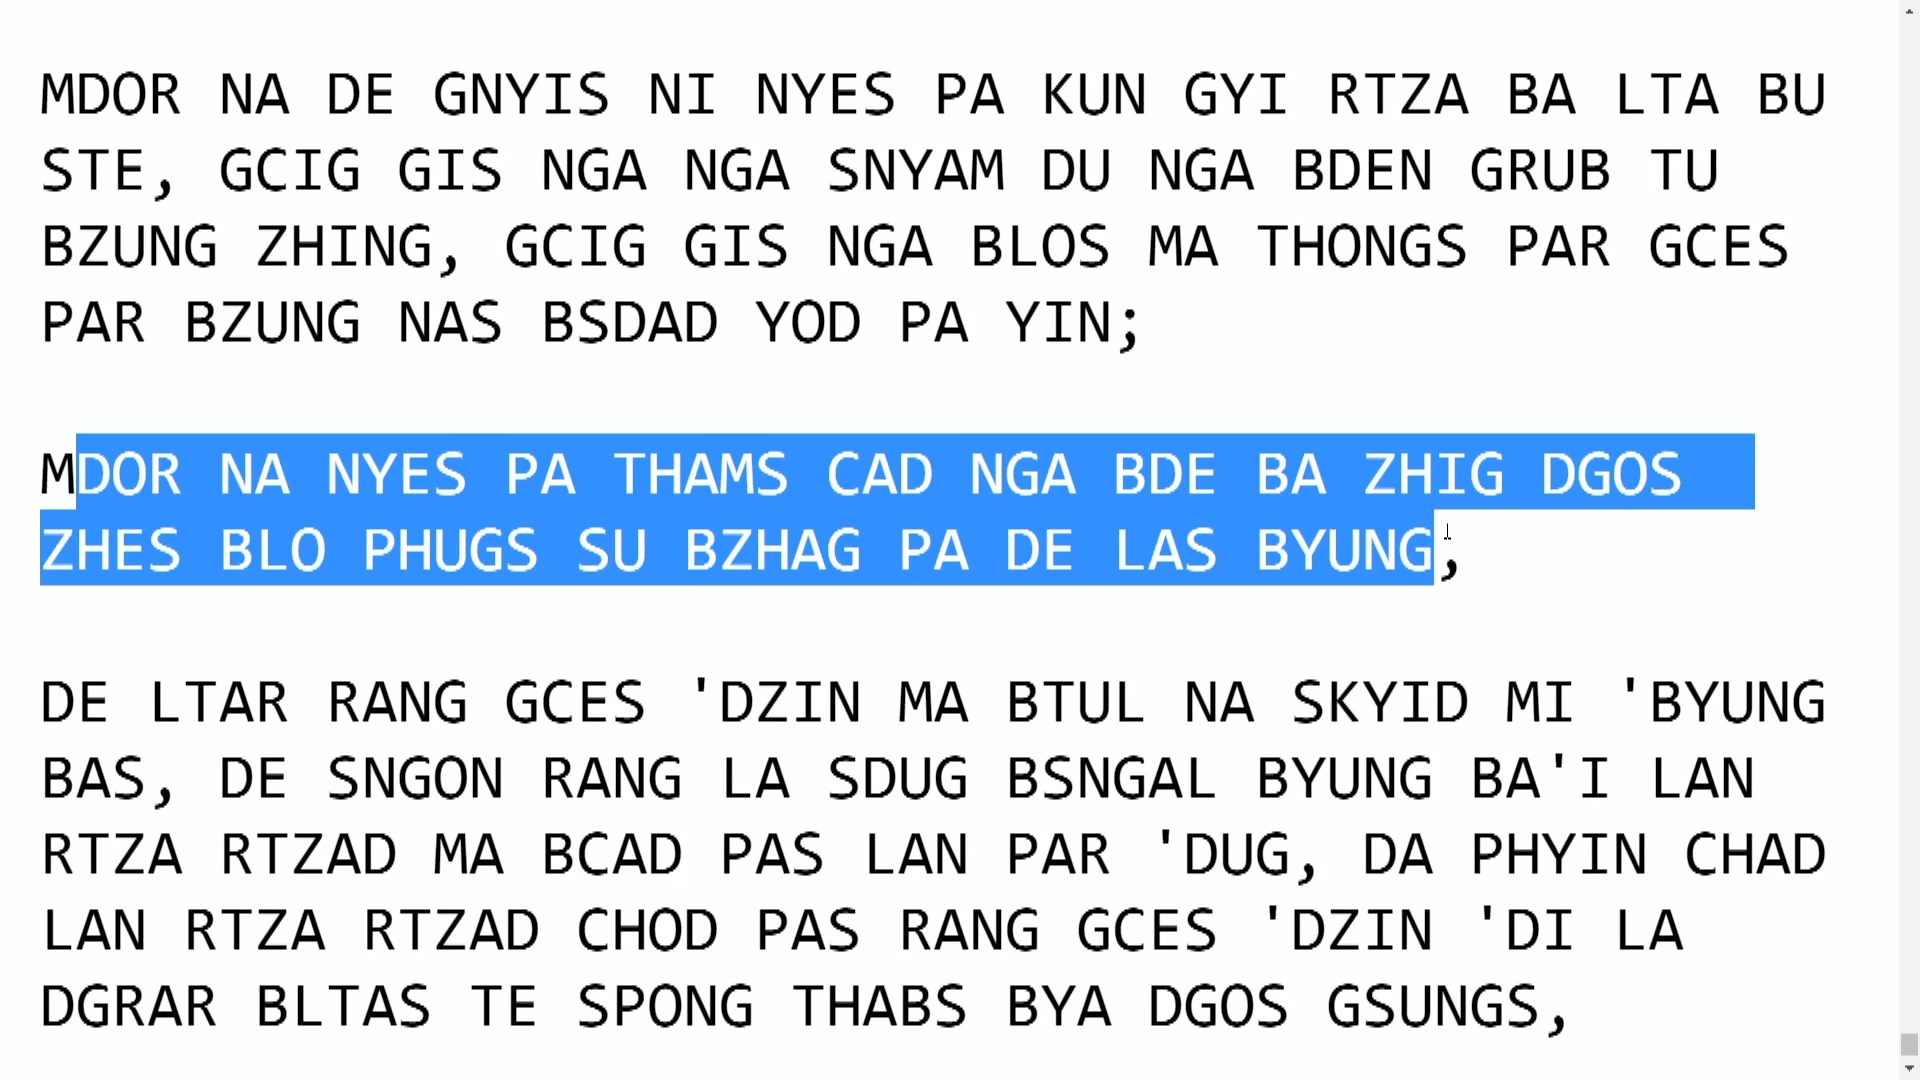 MDOR NA DE GNYIS NI NYES PA KUN GYI RTZA BA LTA BU
STE, GCIG GIS NGA NGA SNYAM DU NGA BDEN GRUB TU
BZUNG ZHING, GCIG GIS NGA BLOS MA THONGS PAR GCES
PAR BZUNG NAS BSDAD YOD PA YIN;
MDOR NA NYES PA THAMS CAD NGA BDE BA ZHIG DGOS
ZHES BLO PHUGS SU BZHAG PA DE LAS BYUNG,
DE LTAR RANG GCES 'DZIN MA BTUL NA SKYID MI 'BYUNG
BAS, DE SNGON RANG LA SDUG BSNGAL BYUNG BA'I LAN
RTZA RTZAD MA BCAD PAS LAN PAR 'DUG, DA PHYIN CHAD
LAN RTZA RTZAD CHOD PAS RANG GCES 'DZIN 'DI LA
DGRAR BLTAS TE SPONG THABS BYA DGOS GSUNGS,